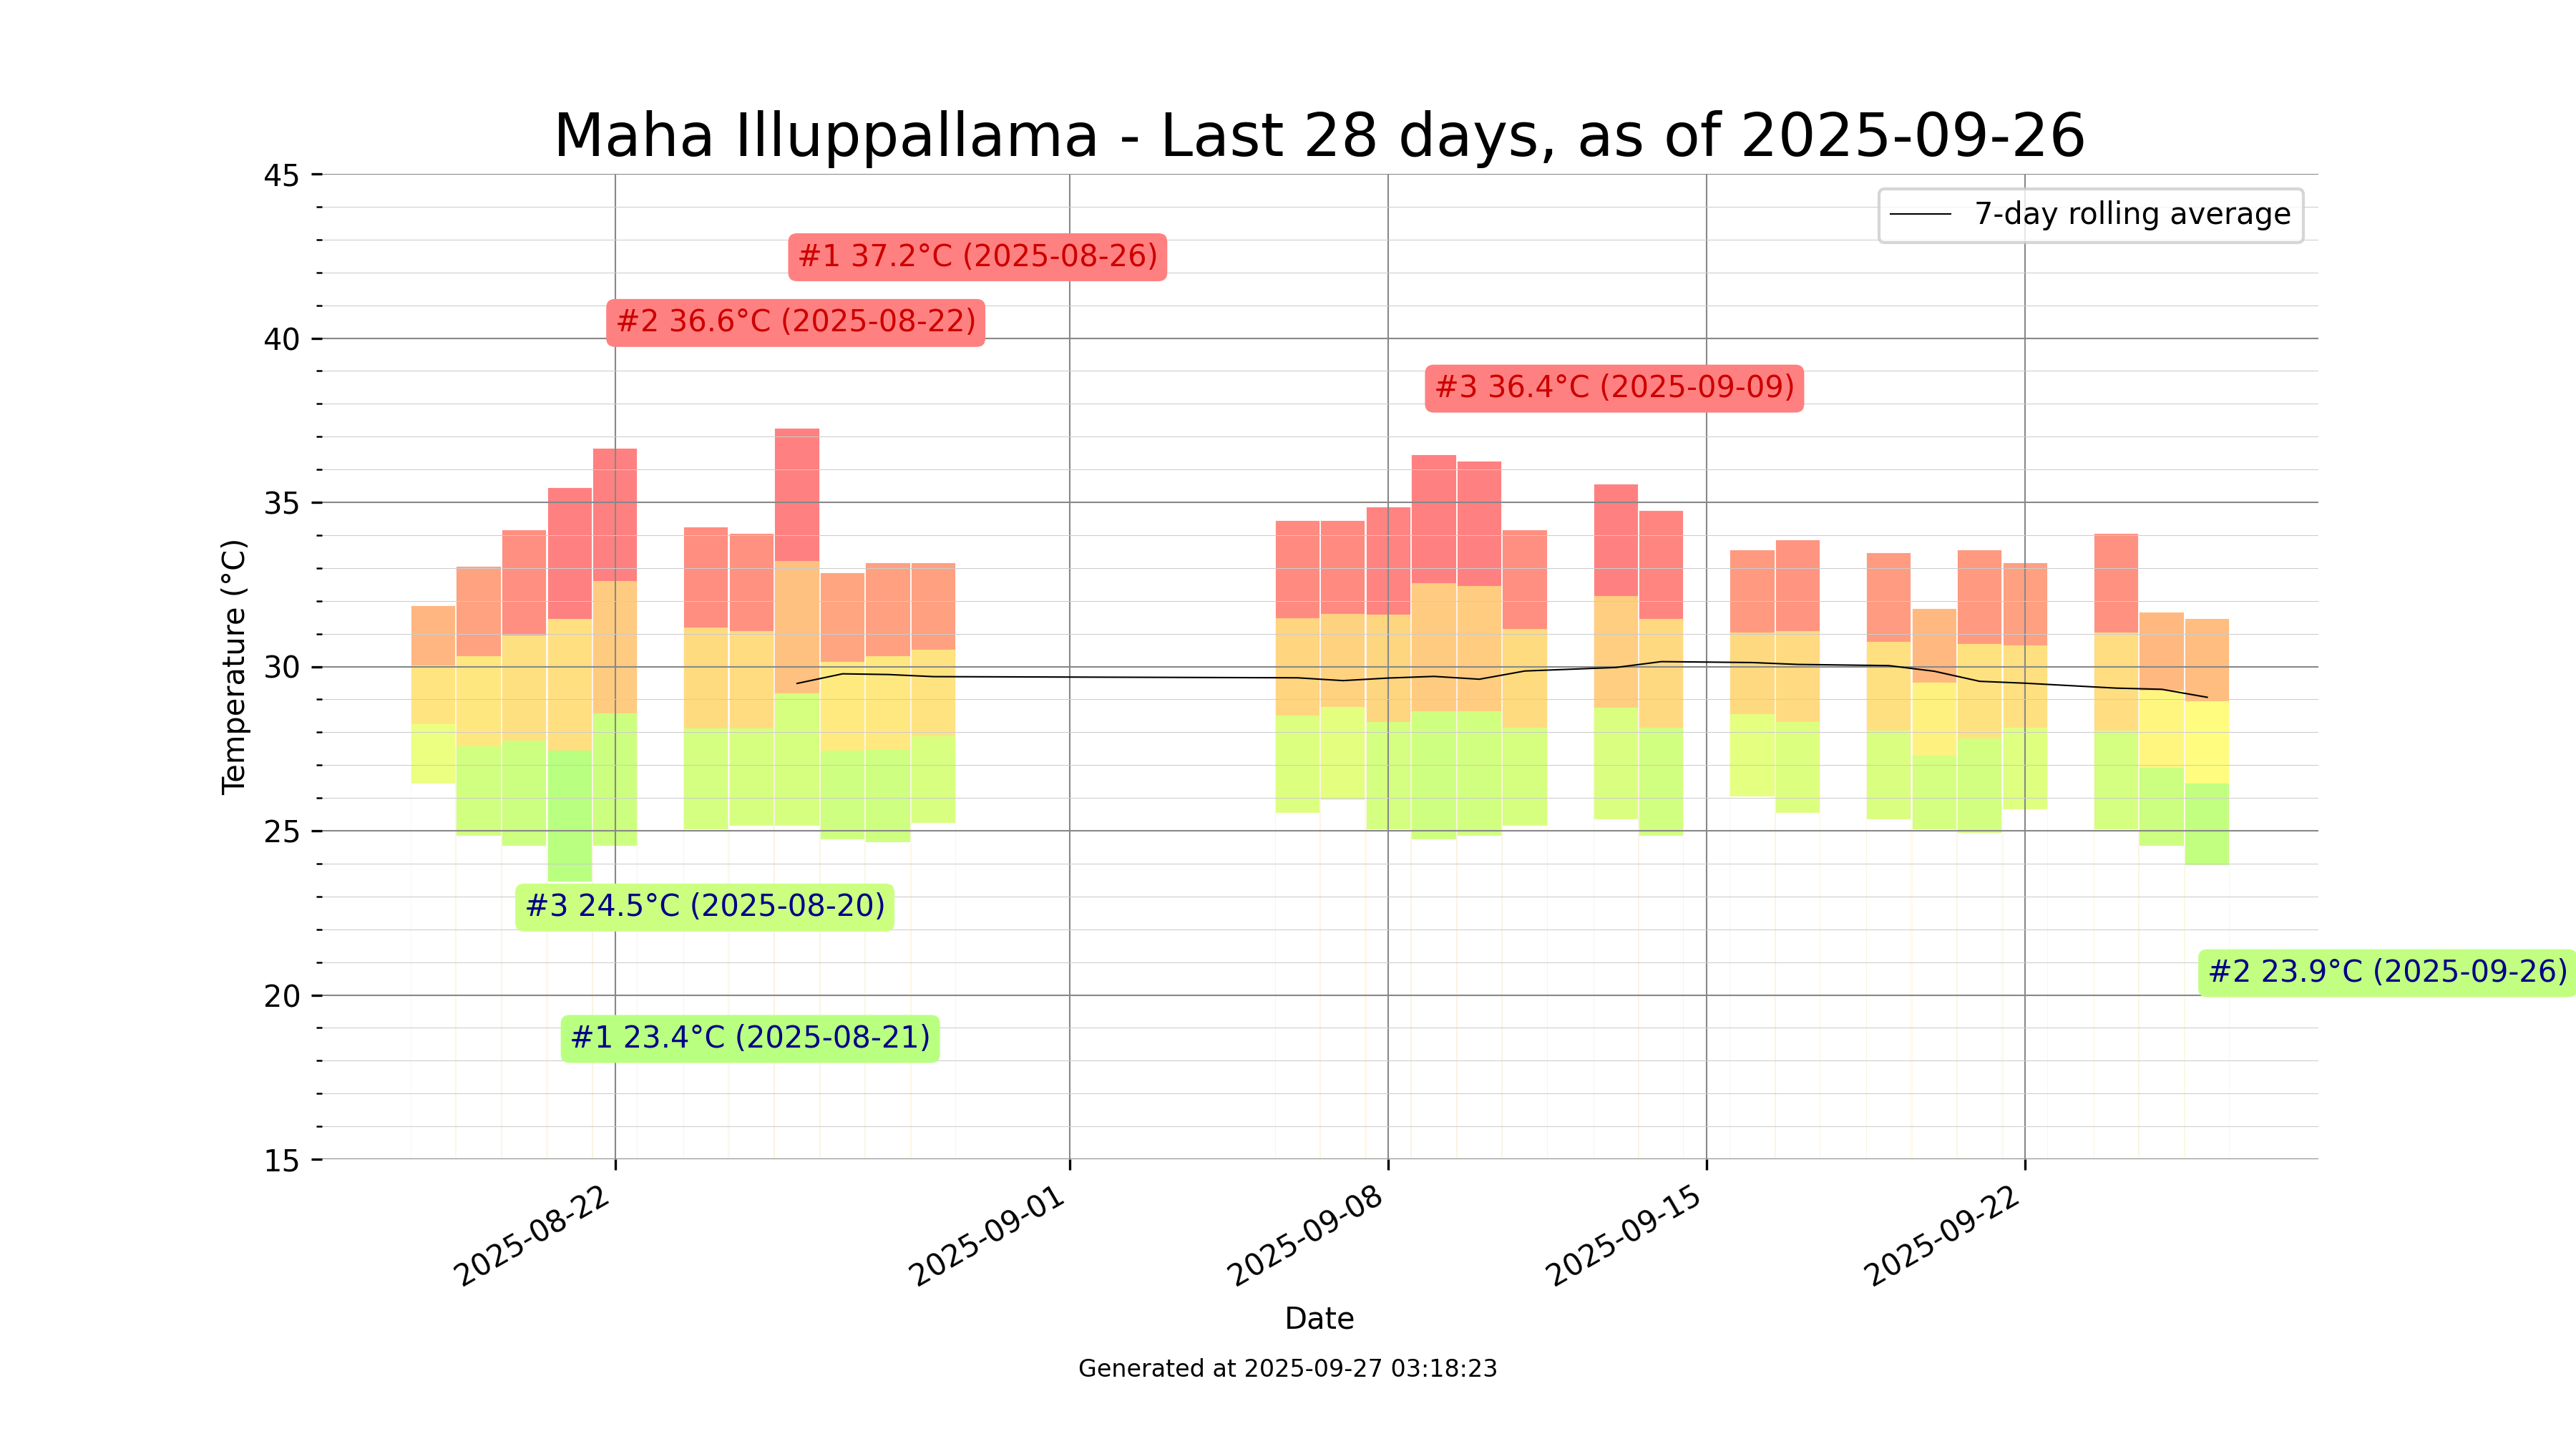 Maha Illuppallama - Last 28 days, as of 2025-09-26
45
7-day rolling average
#1 37.2°C (2025-08-26)
#2 36.6°C (2025-08-22)
40
#3 36.4°C (2025-09-09)
35
Temperature (°C)
30
25
#3 24.5°C (2025-08-20)
#2 23.9°C (2025-09-26)
20
#1 23.4°C (2025-08-21)
15
2025-08-22
2025-09-01
2025-09-08
2025-09-15
2025-09-22
Date
Generated at 2025-09-27 03:18:23